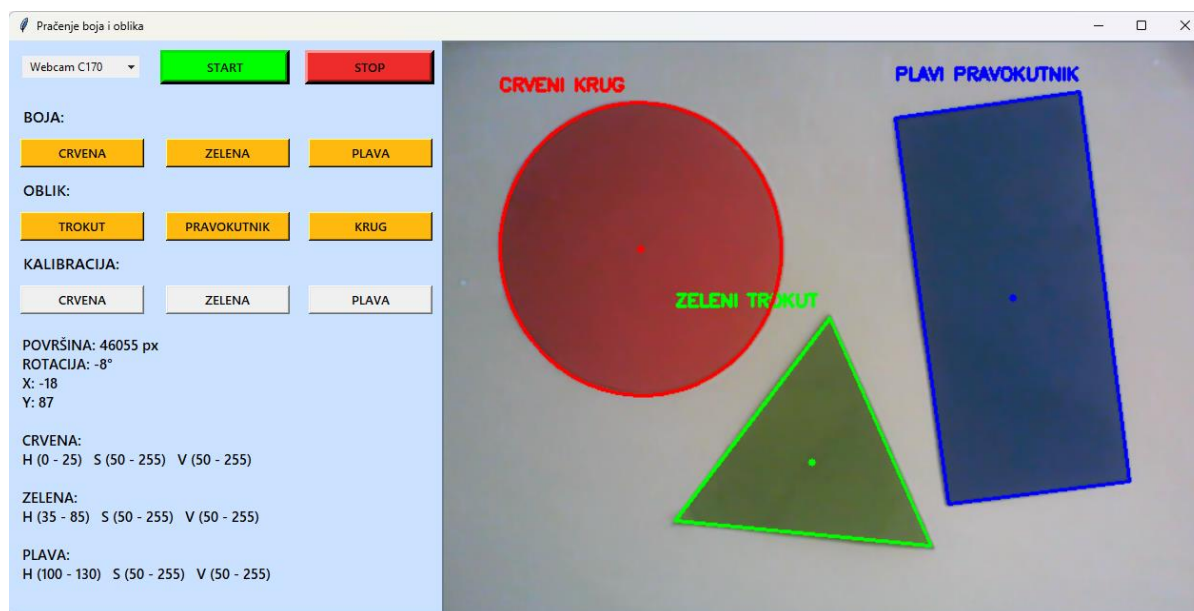 Pračenje boja i oblika
Webcam C170
START
STOP
BOJA:
CRVENA
ZELENA
PLAVA
OBLIK:
TROKUT
PRAVOKUTNIK
KRUG
KALIBRACIJA:
CRVENA
ZELENA
PLAVA
POVRŠINA: 46055 px
ROTACIJA: -8°
X: -18
Y: 87
CRVENA:
H (0 - 25) S (50 - 255) V (50 - 255)
ZELENA:
H (35 - 85) S (50 - 255) V (50 - 255)
PLAVA:
H (100 - 130) S (50 - 255) V (50 - 255)
CRVENI KRUG
PLAVI PRAVOKUTNIK
ZELENI TROKUT